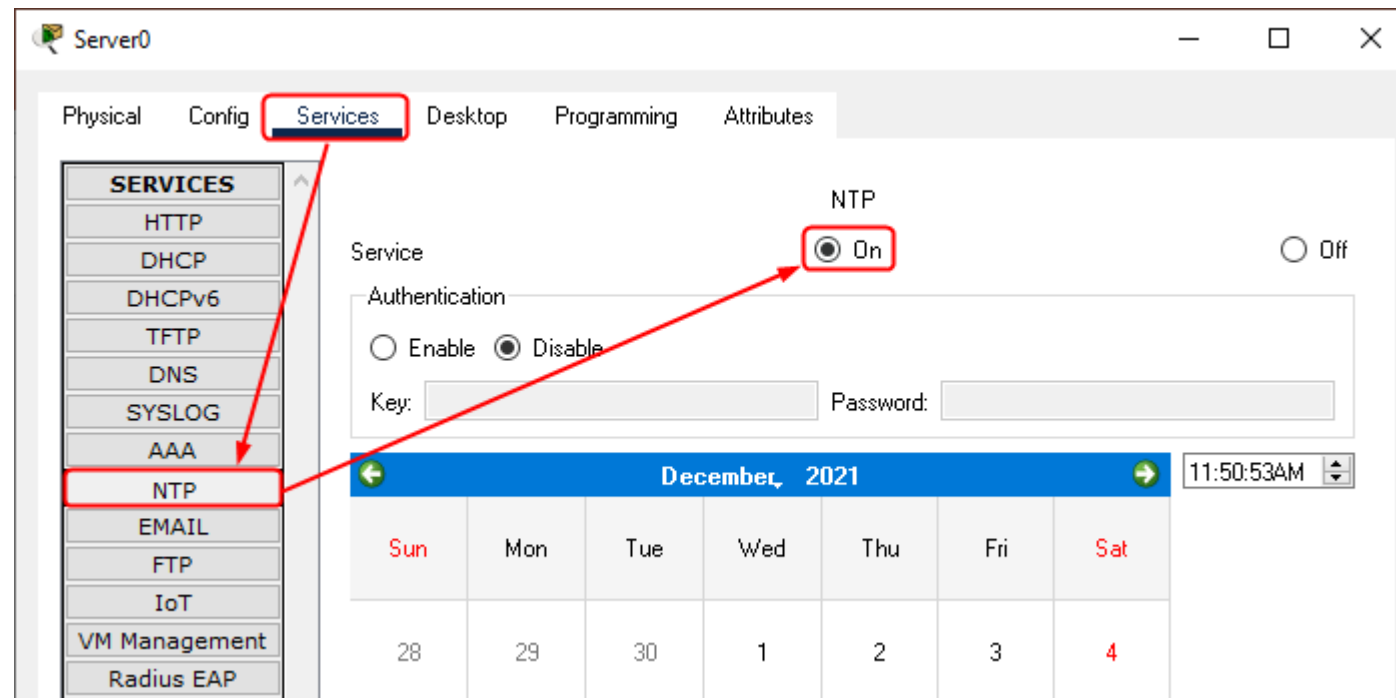 Server0
Physical Config Services Desktop Programming Attributes
SERVICES
HTTP
DHCP
DHCPv6
TFTP
DNS
SYSLOG
AAA
NTP
EMAIL
FTP
IoT
VM Management
Radius EAP
NTP
Service On Off
Authentication
Enable Disable
Key: Password:
December, 2021 11:50:53AM
Sun Mon Tue Wed Thu Fri Sat
28 29 30 1 2 3 4